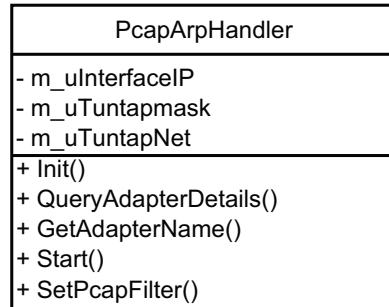 PcapArpHandler
- m_uInterfaceIP
- m_uTuntapmask
- m_uTuntapNet
+ Init()
+ QueryAdapterDetails()
+ GetAdapterName()
+ Start()
+ SetPcapFilter()